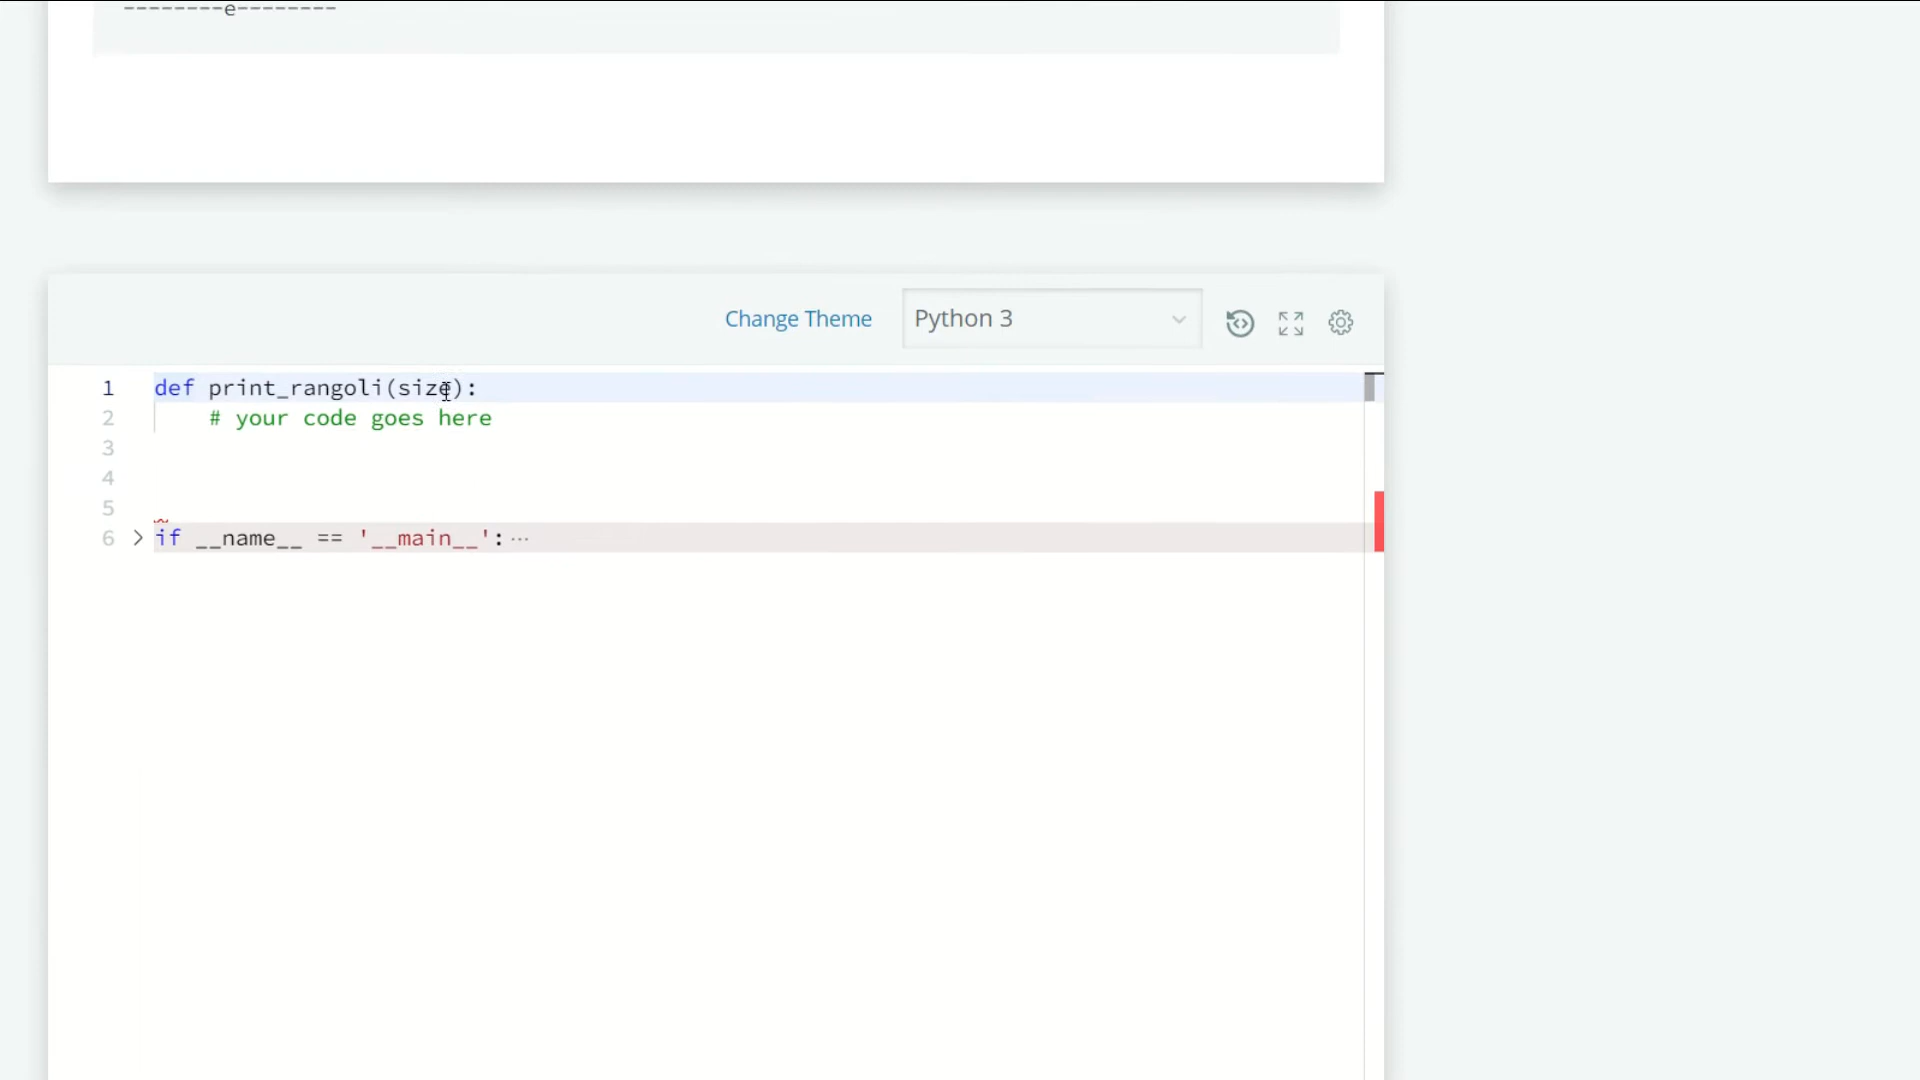 --------e--------
Change Theme
Python 3
1 def print_rangoli(size):
2     # your code goes here
3
4
5
6 if __name__ == '__main__':···